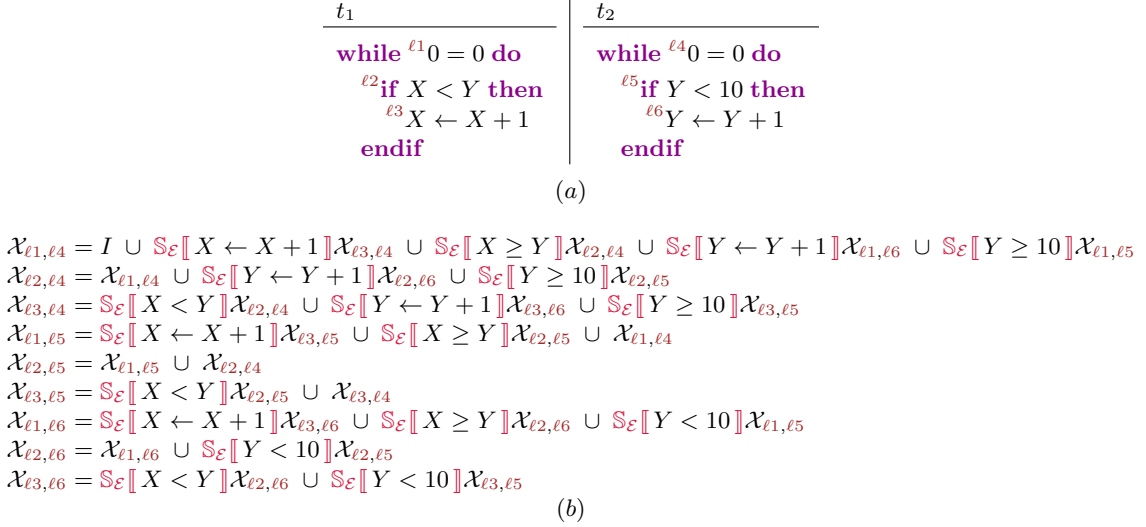 t₁ t₂
while ℓ1 0 = 0 do while ℓ4 0 = 0 do
ℓ2 if X < Y then ℓ5 if Y < 10 then
ℓ3 X ← X + 1 ℓ6 Y ← Y + 1
endif endif
(a)
𝒳ℓ1,ℓ4 = I ∪ 𝕊ℰ⟦ X ← X + 1 ⟧𝒳ℓ3,ℓ4 ∪ 𝕊ℰ⟦ X ≥ Y ⟧𝒳ℓ2,ℓ4 ∪ 𝕊ℰ⟦ Y ← Y + 1 ⟧𝒳ℓ1,ℓ6 ∪ 𝕊ℰ⟦ Y ≥ 10 ⟧𝒳ℓ1,ℓ5
𝒳ℓ2,ℓ4 = 𝒳ℓ1,ℓ4 ∪ 𝕊ℰ⟦ Y ← Y + 1 ⟧𝒳ℓ2,ℓ6 ∪ 𝕊ℰ⟦ Y ≥ 10 ⟧𝒳ℓ2,ℓ5
𝒳ℓ3,ℓ4 = 𝕊ℰ⟦ X < Y ⟧𝒳ℓ2,ℓ4 ∪ 𝕊ℰ⟦ Y ← Y + 1 ⟧𝒳ℓ3,ℓ6 ∪ 𝕊ℰ⟦ Y ≥ 10 ⟧𝒳ℓ3,ℓ5
𝒳ℓ1,ℓ5 = 𝕊ℰ⟦ X ← X + 1 ⟧𝒳ℓ3,ℓ5 ∪ 𝕊ℰ⟦ X ≥ Y ⟧𝒳ℓ2,ℓ5 ∪ 𝒳ℓ1,ℓ4
𝒳ℓ2,ℓ5 = 𝒳ℓ1,ℓ5 ∪ 𝒳ℓ2,ℓ4
𝒳ℓ3,ℓ5 = 𝕊ℰ⟦ X < Y ⟧𝒳ℓ2,ℓ5 ∪ 𝒳ℓ3,ℓ4
𝒳ℓ1,ℓ6 = 𝕊ℰ⟦ X ← X + 1 ⟧𝒳ℓ3,ℓ6 ∪ 𝕊ℰ⟦ X ≥ Y ⟧𝒳ℓ2,ℓ6 ∪ 𝕊ℰ⟦ Y < 10 ⟧𝒳ℓ1,ℓ5
𝒳ℓ2,ℓ6 = 𝒳ℓ1,ℓ6 ∪ 𝕊ℰ⟦ Y < 10 ⟧𝒳ℓ2,ℓ5
𝒳ℓ3,ℓ6 = 𝕊ℰ⟦ X < Y ⟧𝒳ℓ2,ℓ6 ∪ 𝕊ℰ⟦ Y < 10 ⟧𝒳ℓ3,ℓ5
(b)